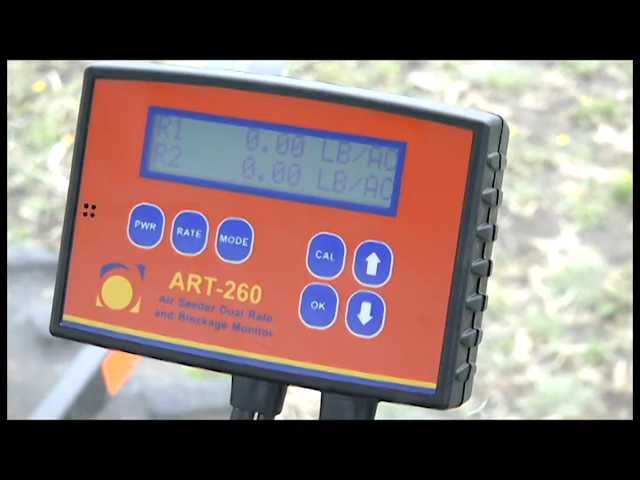 R1 0.00 LB/AC
R2 0.00 LB/AC
PWR RATE MODE
CAL
OK
ART-260
Air Seeder Dual Rate
and Blockage Monitor